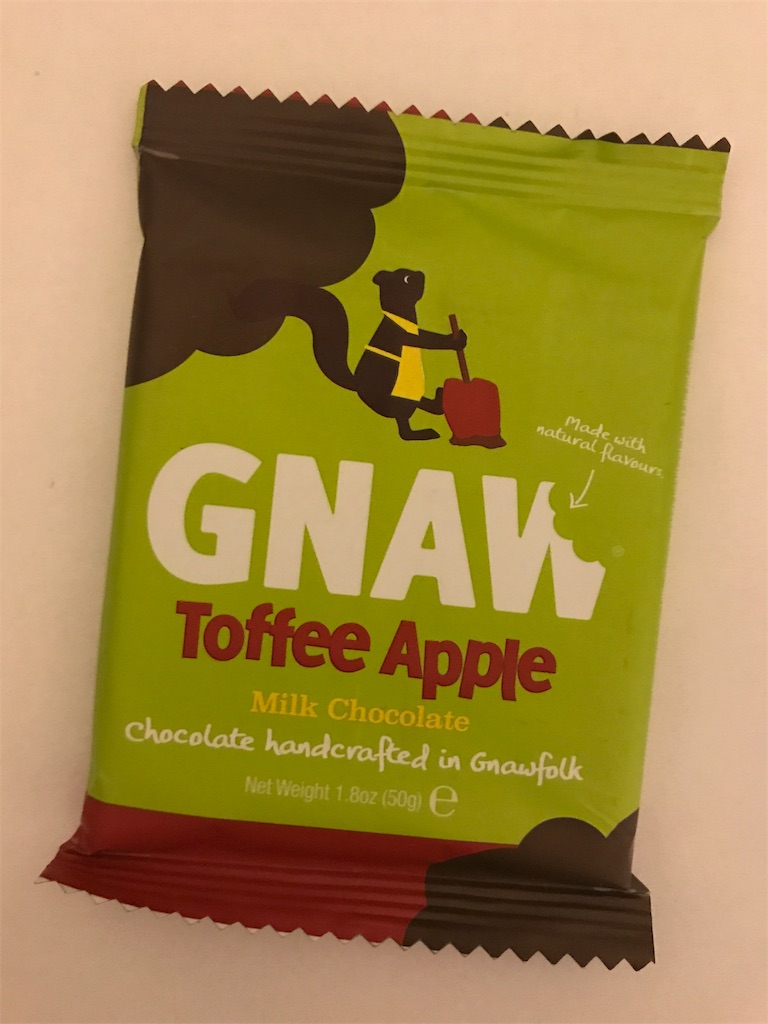 Made with
natural flavours.
GNAW®
Toffee Apple
Milk Chocolate
Chocolate handcrafted in Gnawfolk
Net Weight 1.8oz (50g) ℮